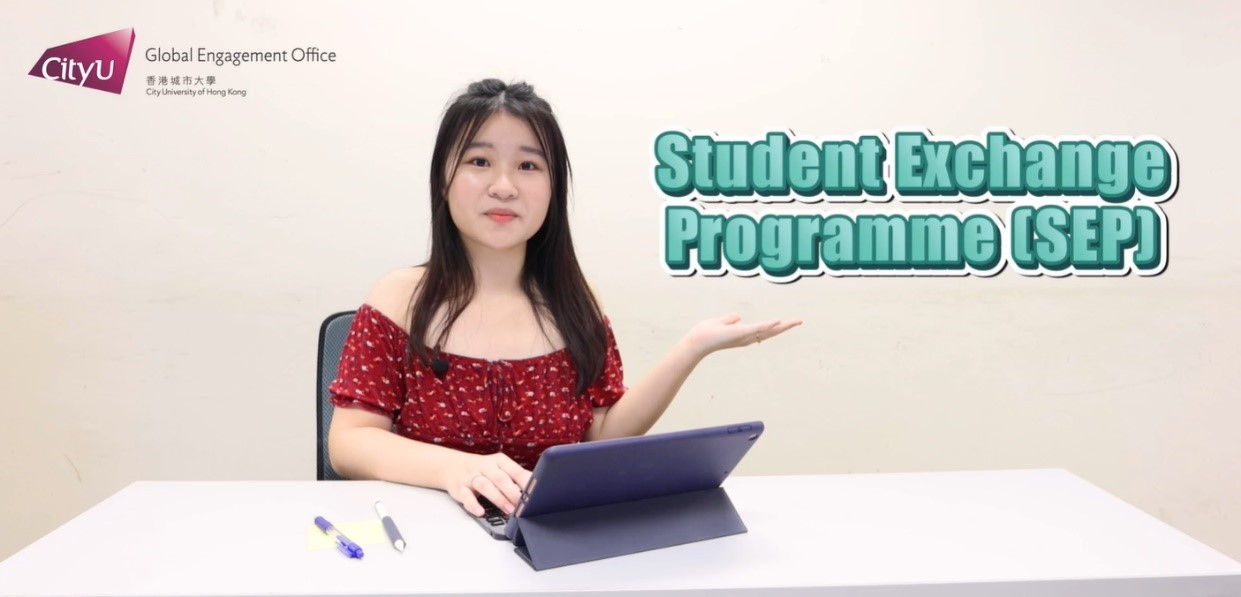 CityU
Global Engagement Office
香港城市大學
City University of Hong Kong
Student Exchange
Programme (SEP)